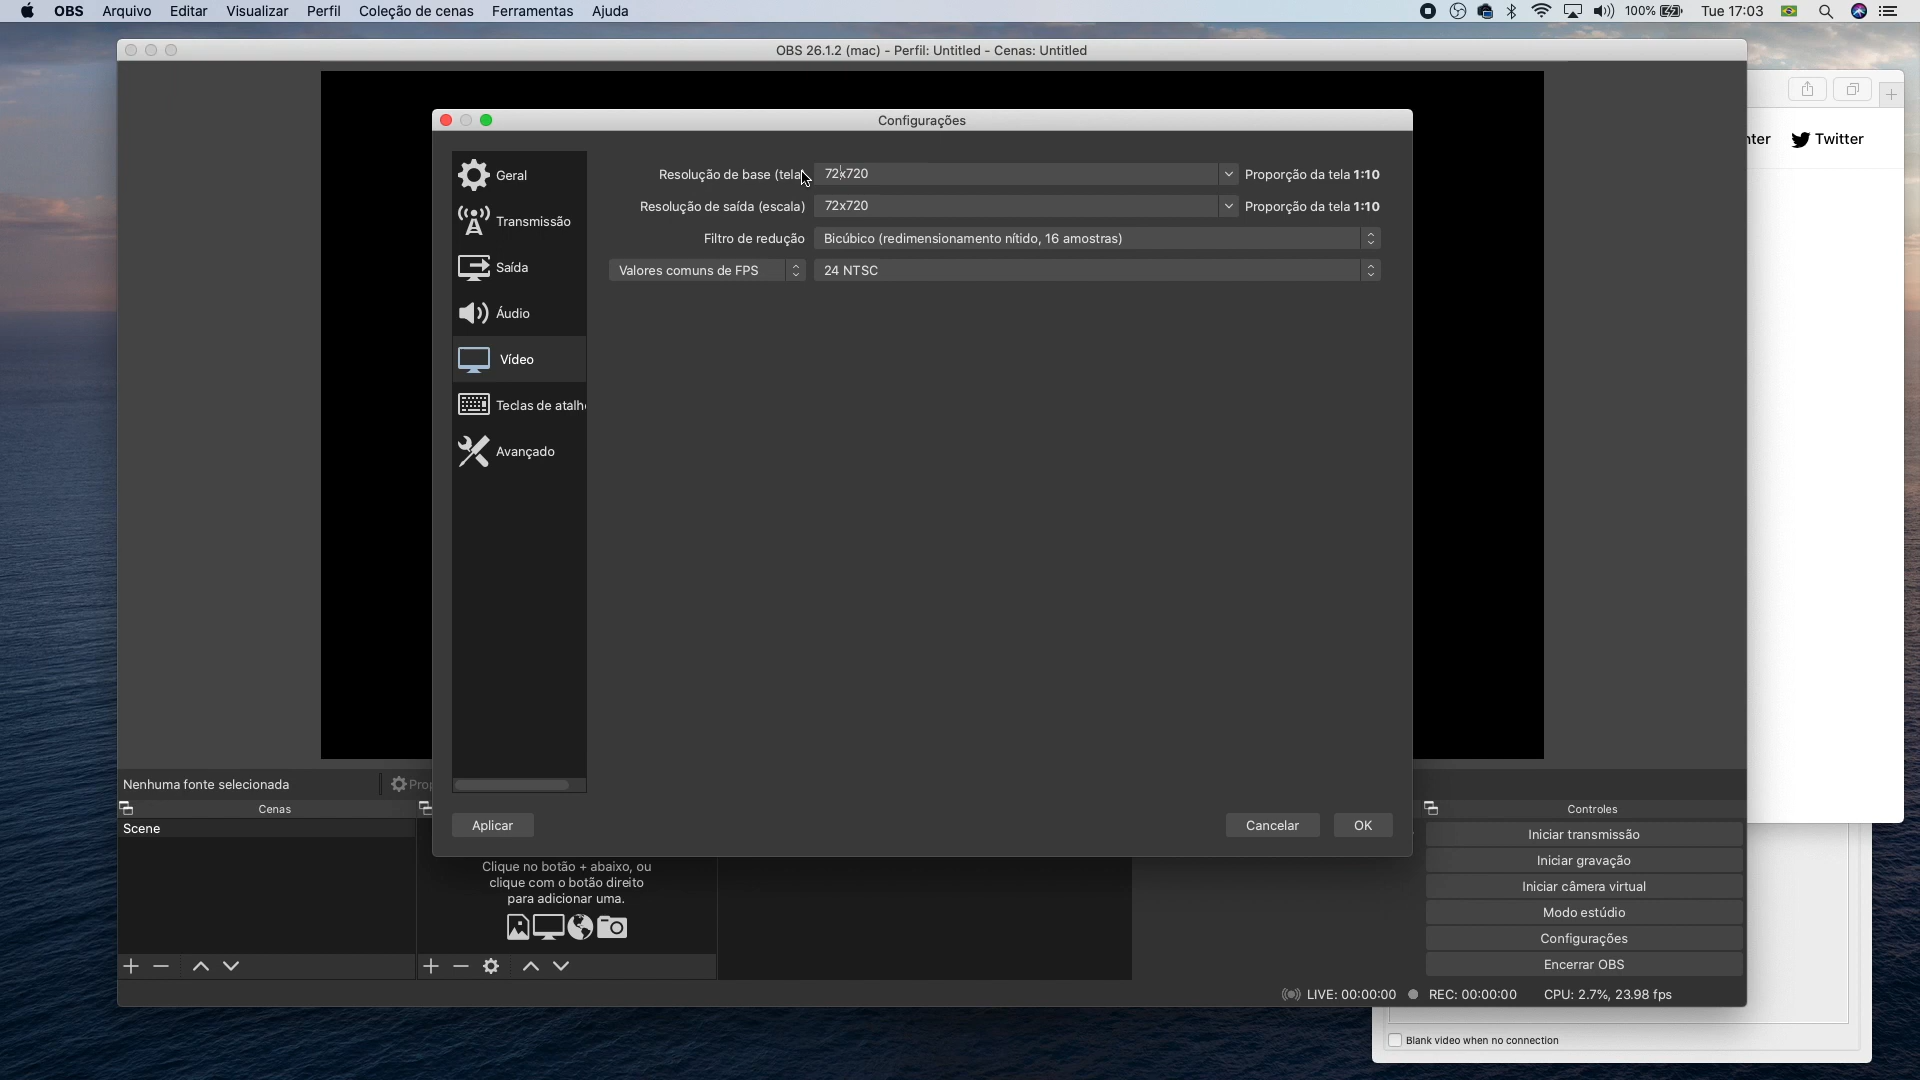 OBS Arquivo Editar Visualizar Perfil Coleção de cenas Ferramentas Ajuda 100% Tue 17:03
OBS 26.1.2 (mac) - Perfil: Untitled - Cenas: Untitled
Configurações
Twitter
Geral
Transmissão
Saída
Áudio
Vídeo
Teclas de
Avançado
Resolução de base (tela 72x720 Proporção da tela 1:10
Resolução de saída (escala) 72x720 Proporção da tela 1:10
Filtro de redução Bicúbico (redimensionamento nítido, 16 amostras)
Valores comuns de FPS 24 NTSC
Aplicar Cancelar OK
Nenhuma fonte selecionada
Cenas
Scene
Clique no botão + abaixo, ou
clique com o botão direito
para adicionar uma.
Controles
Iniciar transmissão
Iniciar gravação
Iniciar câmera virtual
Modo estúdio
Configurações
Encerrar OBS
LIVE: 00:00:00 REC: 00:00:00 CPU: 2.7%, 23.98 fps
Blank video when no connection